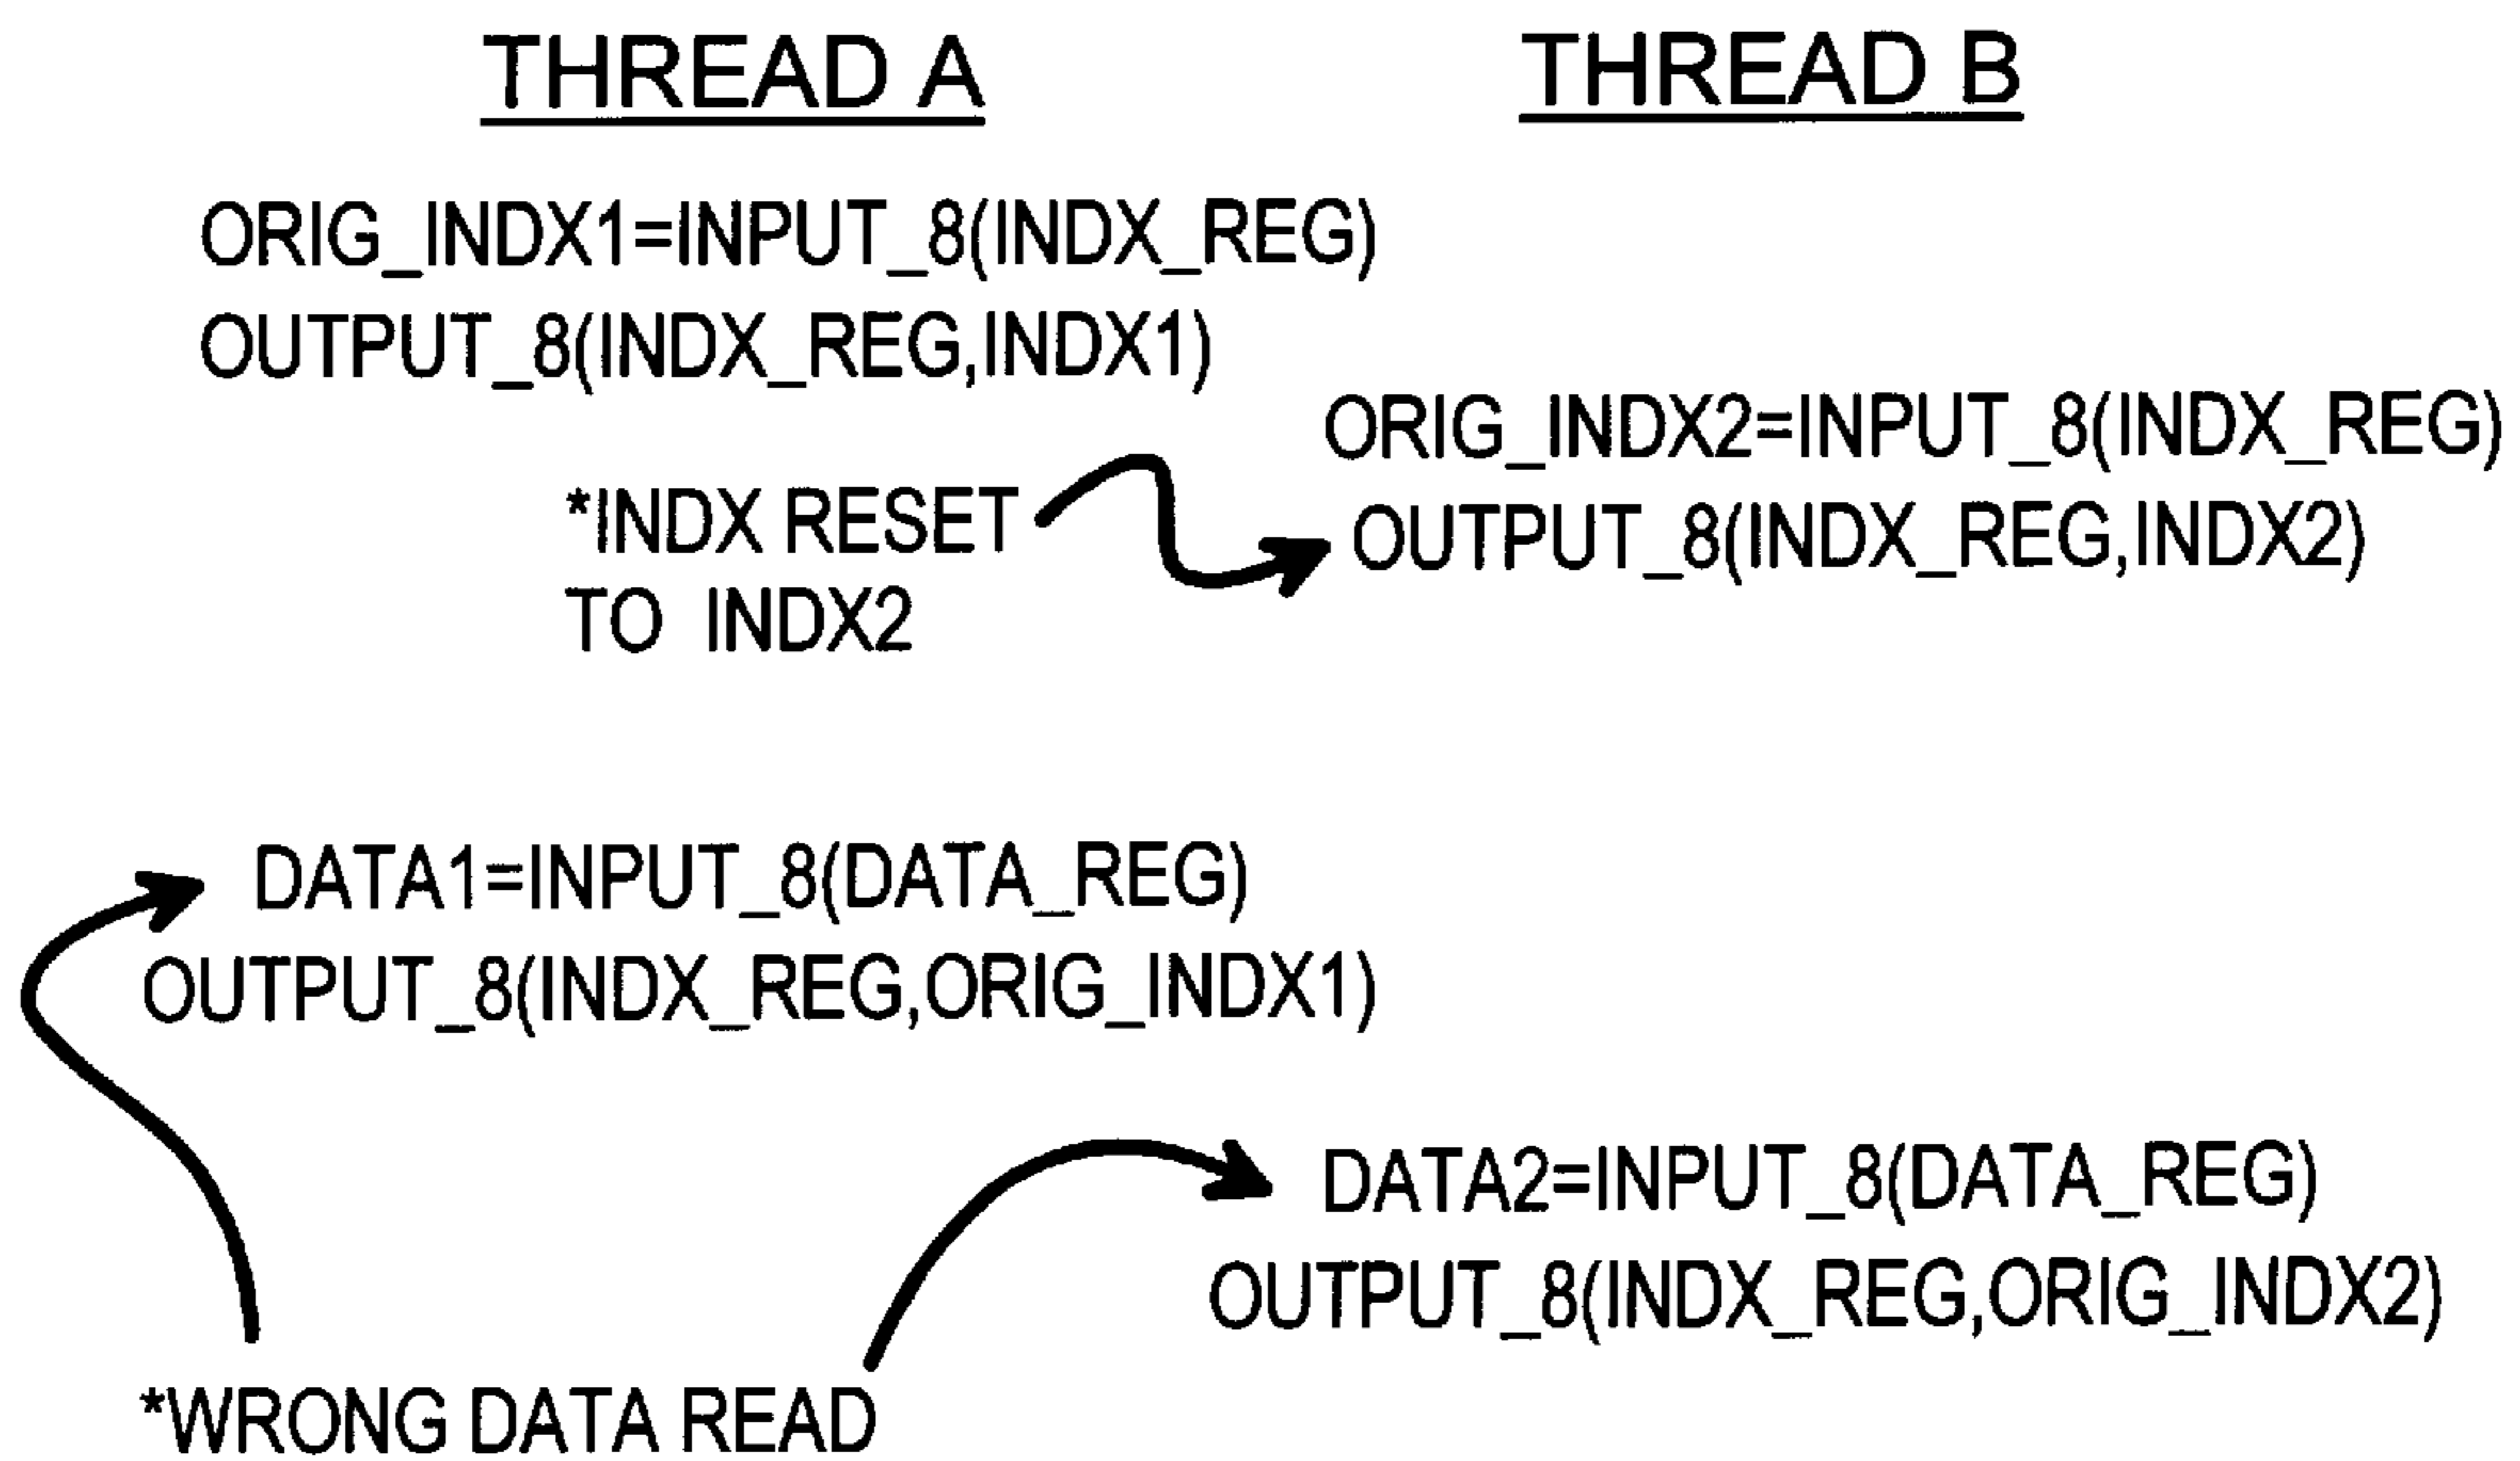 THREAD A
THREAD B
ORIG_INDX1=INPUT_8(INDX_REG)
OUTPUT_8(INDX_REG,INDX1)
ORIG_INDX2=INPUT_8(INDX_REG)
*INDX RESET
TO INDX2
OUTPUT_8(INDX_REG,INDX2)
DATA1=INPUT_8(DATA_REG)
OUTPUT_8(INDX_REG,ORIG_INDX1)
DATA2=INPUT_8(DATA_REG)
OUTPUT_8(INDX_REG,ORIG_INDX2)
*WRONG DATA READ